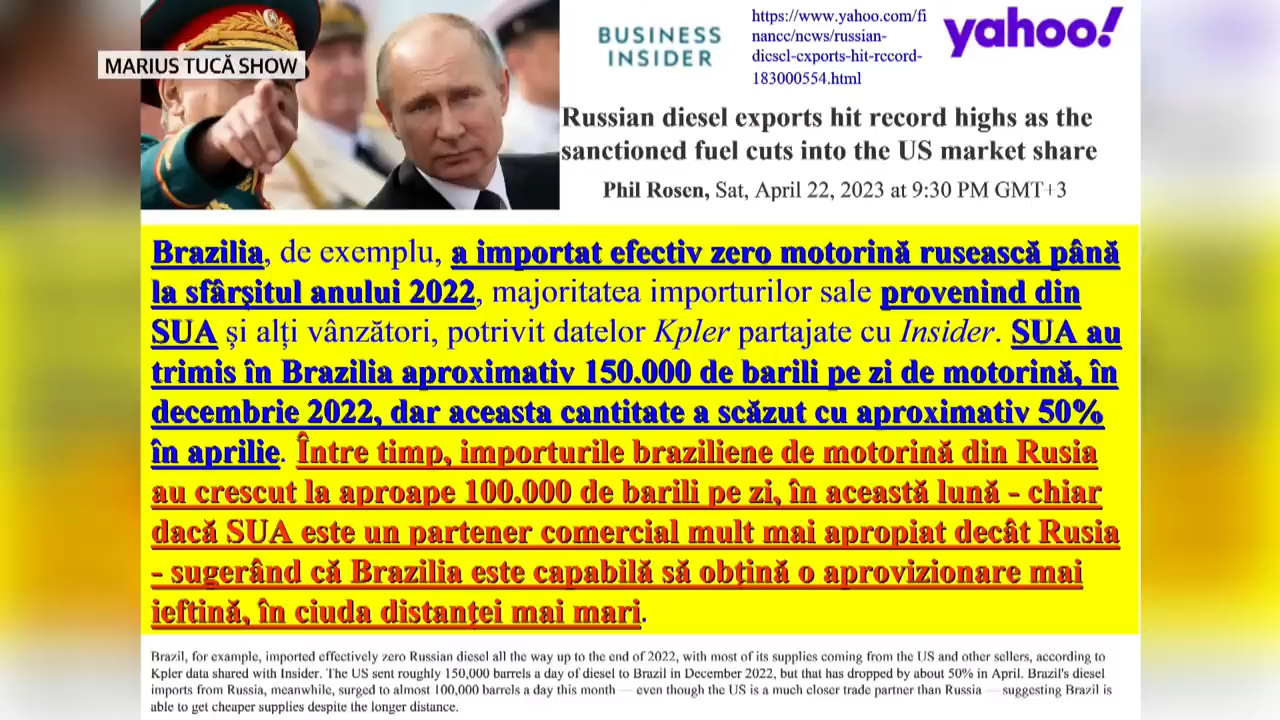 MARIUS TUCĂ SHOW
BUSINESS
INSIDER
https://www.yahoo.com/fi
nance/news/russian-
diesel-exports-hit-record-
183000554.html
yahoo!
Russian diesel exports hit record highs as the
sanctioned fuel cuts into the US market share
Phil Rosen, Sat, April 22, 2023 at 9:30 PM GMT+3
Brazilia, de exemplu, a importat efectiv zero motorină rusească până
la sfârșitul anului 2022, majoritatea importurilor sale provenind din
SUA și alți vânzători, potrivit datelor Kpler partajate cu Insider. SUA au
trimis în Brazilia aproximativ 150.000 de barili pe zi de motorină, în
decembrie 2022, dar aceasta cantitate a scăzut cu aproximativ 50%
în aprilie. Între timp, importurile braziliene de motorină din Rusia
au crescut la aproape 100.000 de barili pe zi, în această lună - chiar
dacă SUA este un partener comercial mult mai apropiat decât Rusia
- sugerând că Brazilia este capabilă să obțină o aprovizionare mai
ieftină, în ciuda distanței mai mari.
Brazil, for example, imported effectively zero Russian diesel all the way up to the end of 2022, with most of its supplies coming from the US and other sellers, according to
Kpler data shared with Insider. The US sent roughly 150,000 barrels a day of diesel to Brazil in December 2022, but that has dropped by about 50% in April. Brazil's diesel
imports from Russia, meanwhile, surged to almost 100,000 barrels a day this month — even though the US is a much closer trade partner than Russia — suggesting Brazil is
able to get cheaper supplies despite the longer distance.